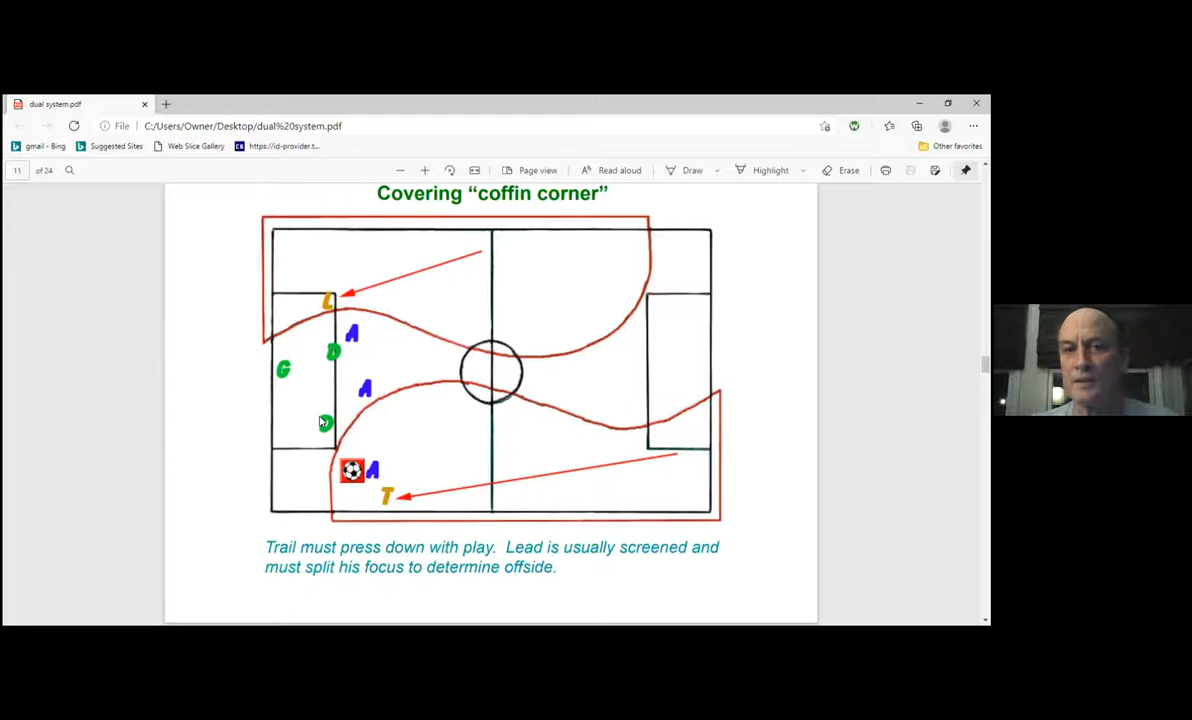 dual system.pdf
File C:/Users/Owner/Desktop/dual%20system.pdf
gmail - Bing Suggested Sites Web Slice Gallery https://id-provider.t... Other favorites
11 of 24 Page view Read aloud Draw Highlight Erase
Covering “coffin corner”
L
A
D
G
A
D
A
T
Trail must press down with play. Lead is usually screened and
must split his focus to determine offside.